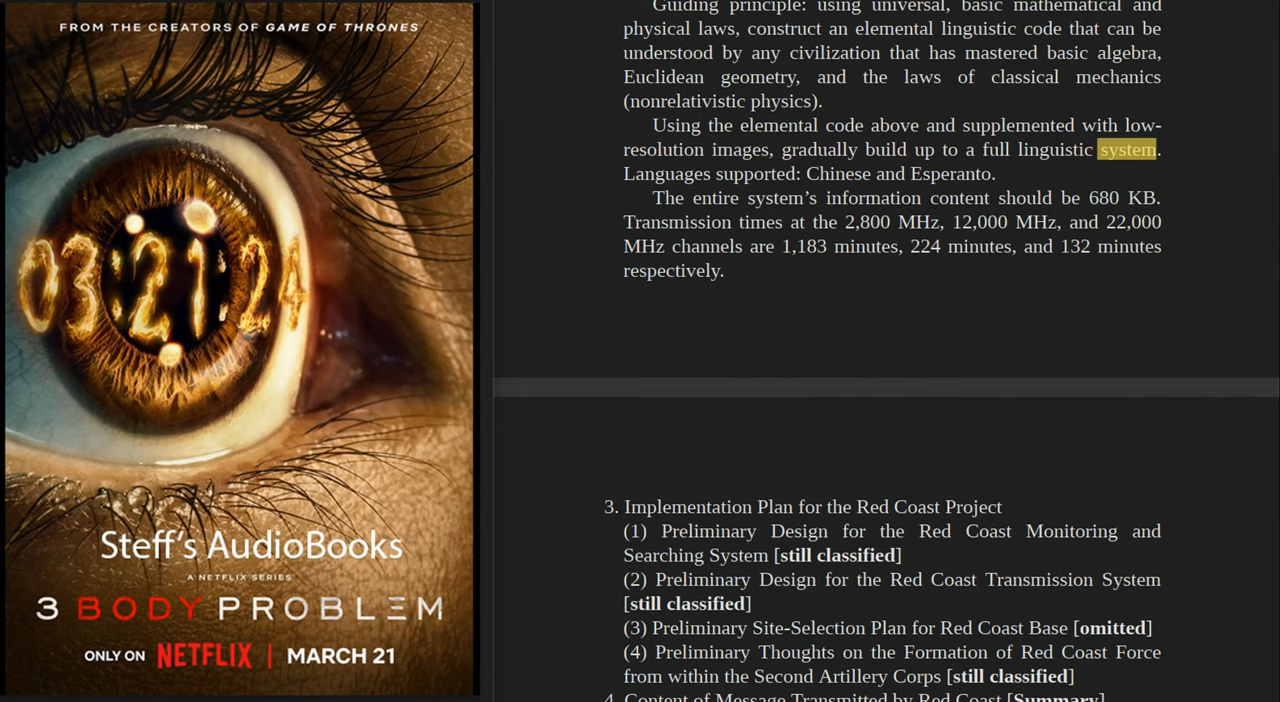 FROM THE CREATORS OF GAME OF THRONES
03:21:24
Steff's AudioBooks
A NETFLIX SERIES
3 BODY PROBLEM
ONLY ON NETFLIX | MARCH 21
Guiding principle: using universal, basic mathematical and
physical laws, construct an elemental linguistic code that can be
understood by any civilization that has mastered basic algebra,
Euclidean geometry, and the laws of classical mechanics
(nonrelativistic physics).
Using the elemental code above and supplemented with low-
resolution images, gradually build up to a full linguistic system.
Languages supported: Chinese and Esperanto.
The entire system’s information content should be 680 KB.
Transmission times at the 2,800 MHz, 12,000 MHz, and 22,000
MHz channels are 1,183 minutes, 224 minutes, and 132 minutes
respectively.
3. Implementation Plan for the Red Coast Project
(1) Preliminary Design for the Red Coast Monitoring and
Searching System [still classified]
(2) Preliminary Design for the Red Coast Transmission System
[still classified]
(3) Preliminary Site-Selection Plan for Red Coast Base [omitted]
(4) Preliminary Thoughts on the Formation of Red Coast Force
from within the Second Artillery Corps [still classified]
4. Content of Message Transmitted by Red Coast [Summary]